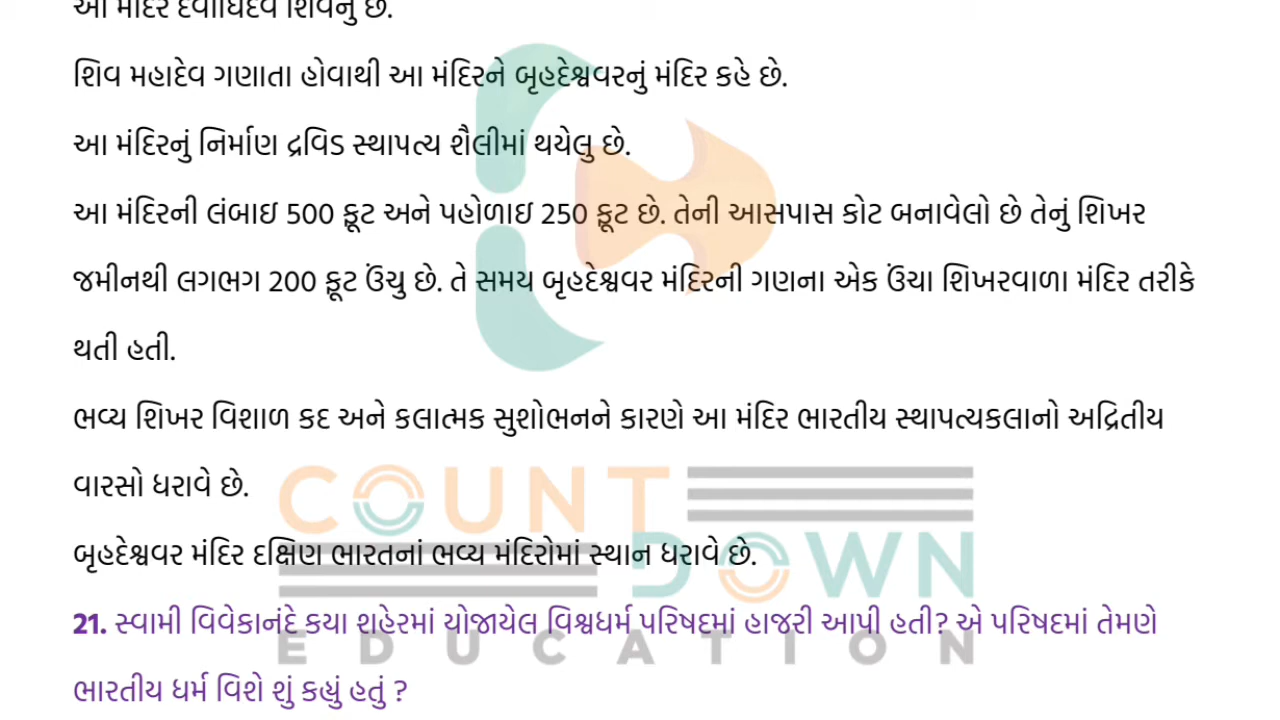 આ મંદિર દેવાધિદેવ શિવનું છે.
શિવ મહાદેવ ગણાતા હોવાથી આ મંદિરને બૃહદેશ્વરનું મંદિર કહે છે.
આ મંદિરનું નિર્માણ દ્રવિડ સ્થાપત્ય શૈલીમાં થયેલુ છે.
આ મંદિરની લંબાઇ 500 ફૂટ અને પહોળાઇ 250 ફૂટ છે. તેની આસપાસ કોટ બનાવેલો છે તેનું શિખર
જમીનથી લગભગ 200 ફૂટ ઉંચુ છે. તે સમય બૃહદેશ્વર મંદિરની ગણના એક ઉંચા શિખરવાળા મંદિર તરીકે
થતી હતી.
ભવ્ય શિખર વિશાળ કદ અને કલાત્મક સુશોભનને કારણે આ મંદિર ભારતીય સ્થાપત્યકલાનો અદ્રિતીય
વારસો ધરાવે છે.
બૃહદેશ્વર મંદિર દક્ષિણ ભારતનાં ભવ્ય મંદિરોમાં સ્થાન ધરાવે છે.
21. સ્વામી વિવેકાનંદે કયા શહેરમાં યોજાયેલ વિશ્વધર્મ પરિષદમાં હાજરી આપી હતી? એ પરિષદમાં તેમણે
ભારતીય ધર્મ વિશે શું કહ્યું હતું ?
COUNT
DOWN
EDUCATION